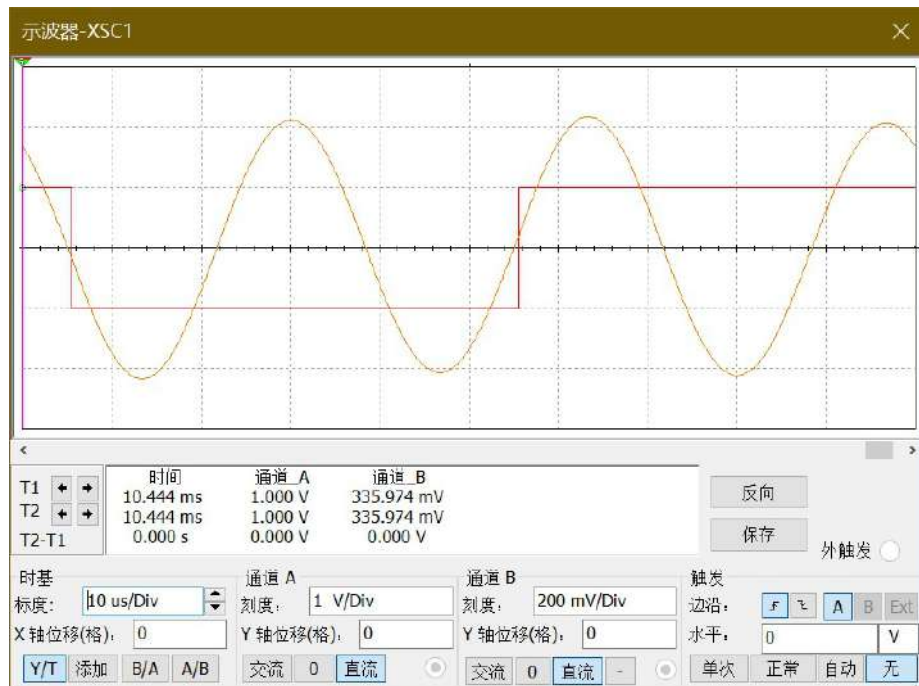 示波器-XSC1
时间 通道_A 通道_B
T1 10.444 ms 1.000 V 335.974 mV
T2 10.444 ms 1.000 V 335.974 mV
T2-T1 0.000 s 0.000 V 0.000 V
反向
保存
外触发
时基
标度: 10 us/Div
X 轴位移(格): 0
Y/T 添加 B/A A/B
通道 A
刻度: 1 V/Div
Y 轴位移(格): 0
交流 0 直流
通道 B
刻度: 200 mV/Div
Y 轴位移(格): 0
交流 0 直流 -
触发
边沿: A B Ext
水平: 0 V
单次 正常 自动 无